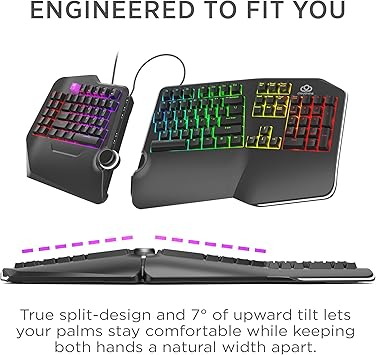 ENGINEERED TO FIT YOU
True split-design and 7° of upward tilt lets
your palms stay comfortable while keeping
both hands a natural width apart.